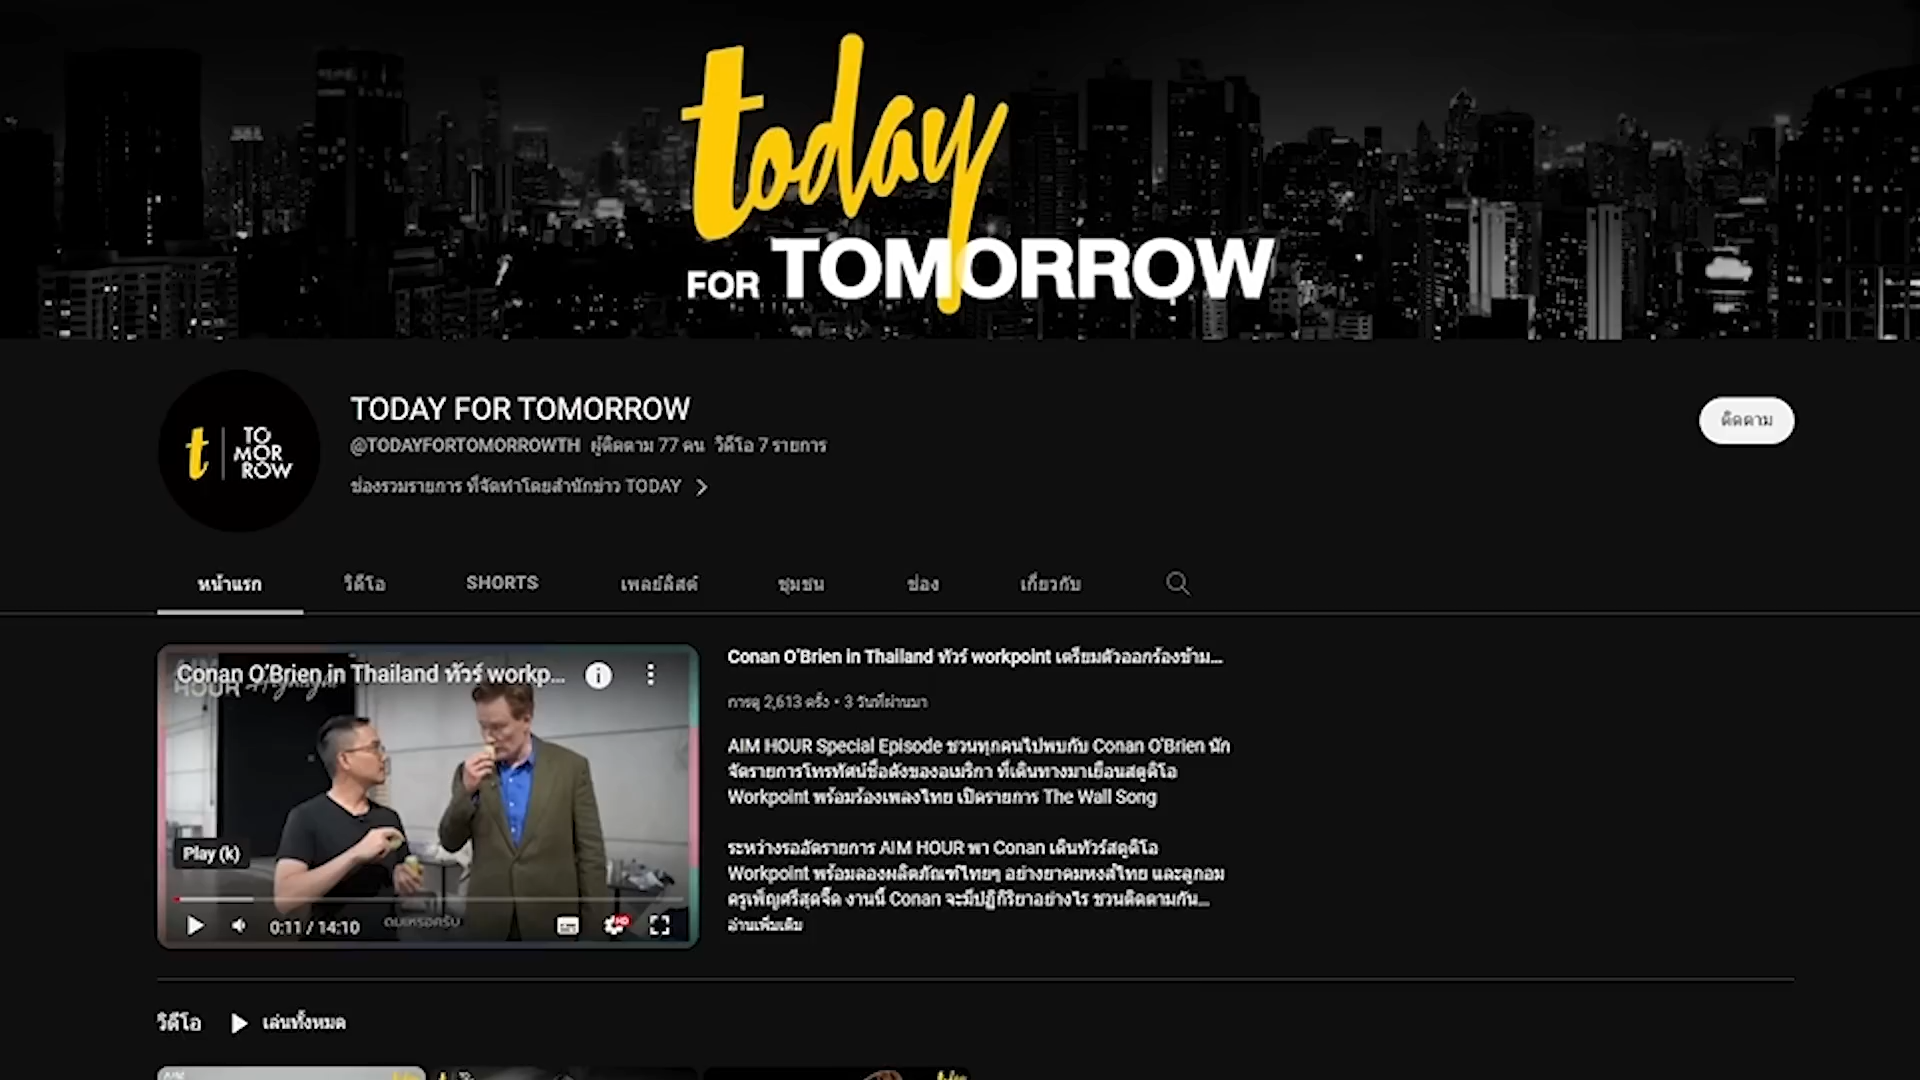 today
FOR TOMORROW
t TO
MOR
ROW
TODAY FOR TOMORROW
@TODAYFORTOMORROWTH ผู้ติดตาม 77 คน วิดีโอ 7 รายการ
ช่องรวมรายการ ที่จัดทำโดยสำนักข่าว TODAY
ติดตาม
หน้าแรก วิดีโอ SHORTS เพลย์ลิสต์ ชุมชน ช่อง เกี่ยวกับ
Conan O'Brien in Thailand ทัวร์ workp...
HOUR Highlight
Play (k)
0:11 / 14:10
ดมเหรอครับ
HD
Conan O'Brien in Thailand ทัวร์ workpoint เตรียมตัวออกร้องข้าม...
การดู 2,613 ครั้ง • 3 วันที่ผ่านมา
AIM HOUR Special Episode ชวนทุกคนไปพบกับ Conan O'Brien นัก
จัดรายการโทรทัศน์ชื่อดังของอเมริกา ที่เดินทางมาเยือนสตูดิโอ
Workpoint พร้อมร้องเพลงไทย เปิดรายการ The Wall Song
ระหว่างรออัดรายการ AIM HOUR พา Conan เดินทัวร์สตูดิโอ
Workpoint พร้อมลองผลิตภัณฑ์ไทยๆ อย่างยาดมหงส์ไทย และลูกอม
ครูเพ็ญศรีสุดจี๊ด งานนี้ Conan จะมีปฏิกิริยาอย่างไร ชวนติดตามกัน...
อ่านเพิ่มเติม
วิดีโอ เล่นทั้งหมด